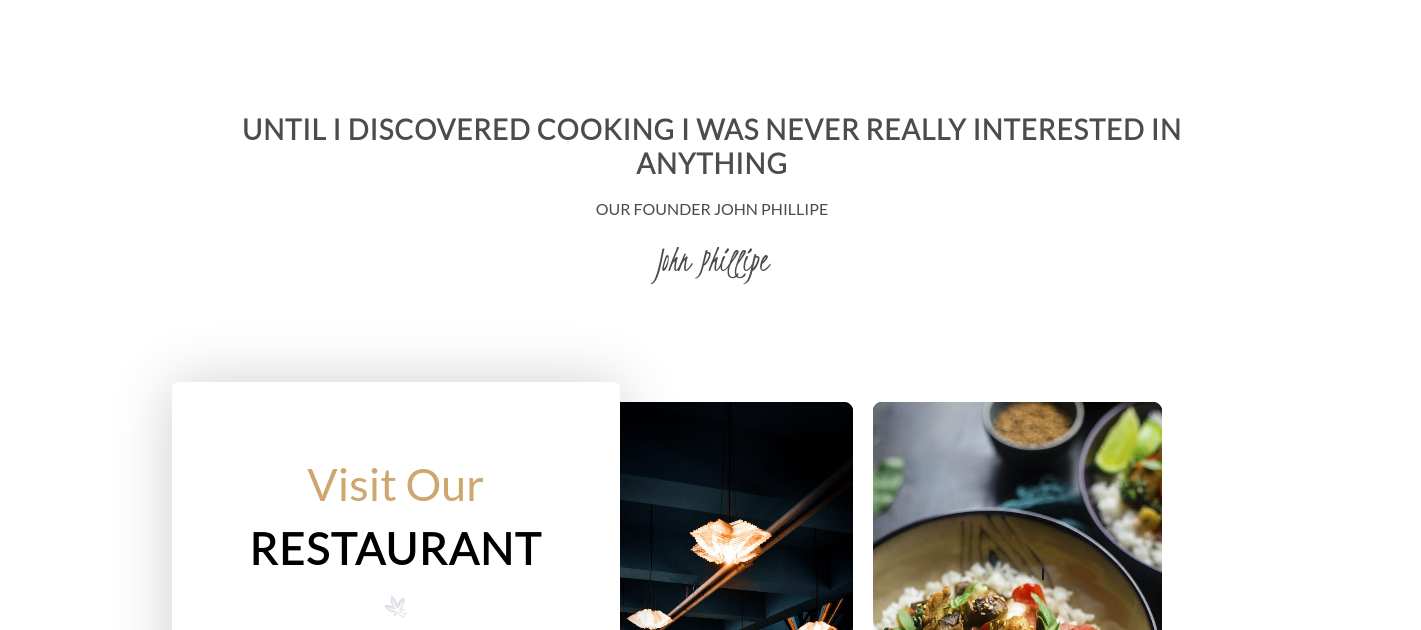 UNTIL I DISCOVERED COOKING I WAS NEVER REALLY INTERESTED IN
ANYTHING
OUR FOUNDER JOHN PHILLIPE
John Phillipe
Visit Our
RESTAURANT